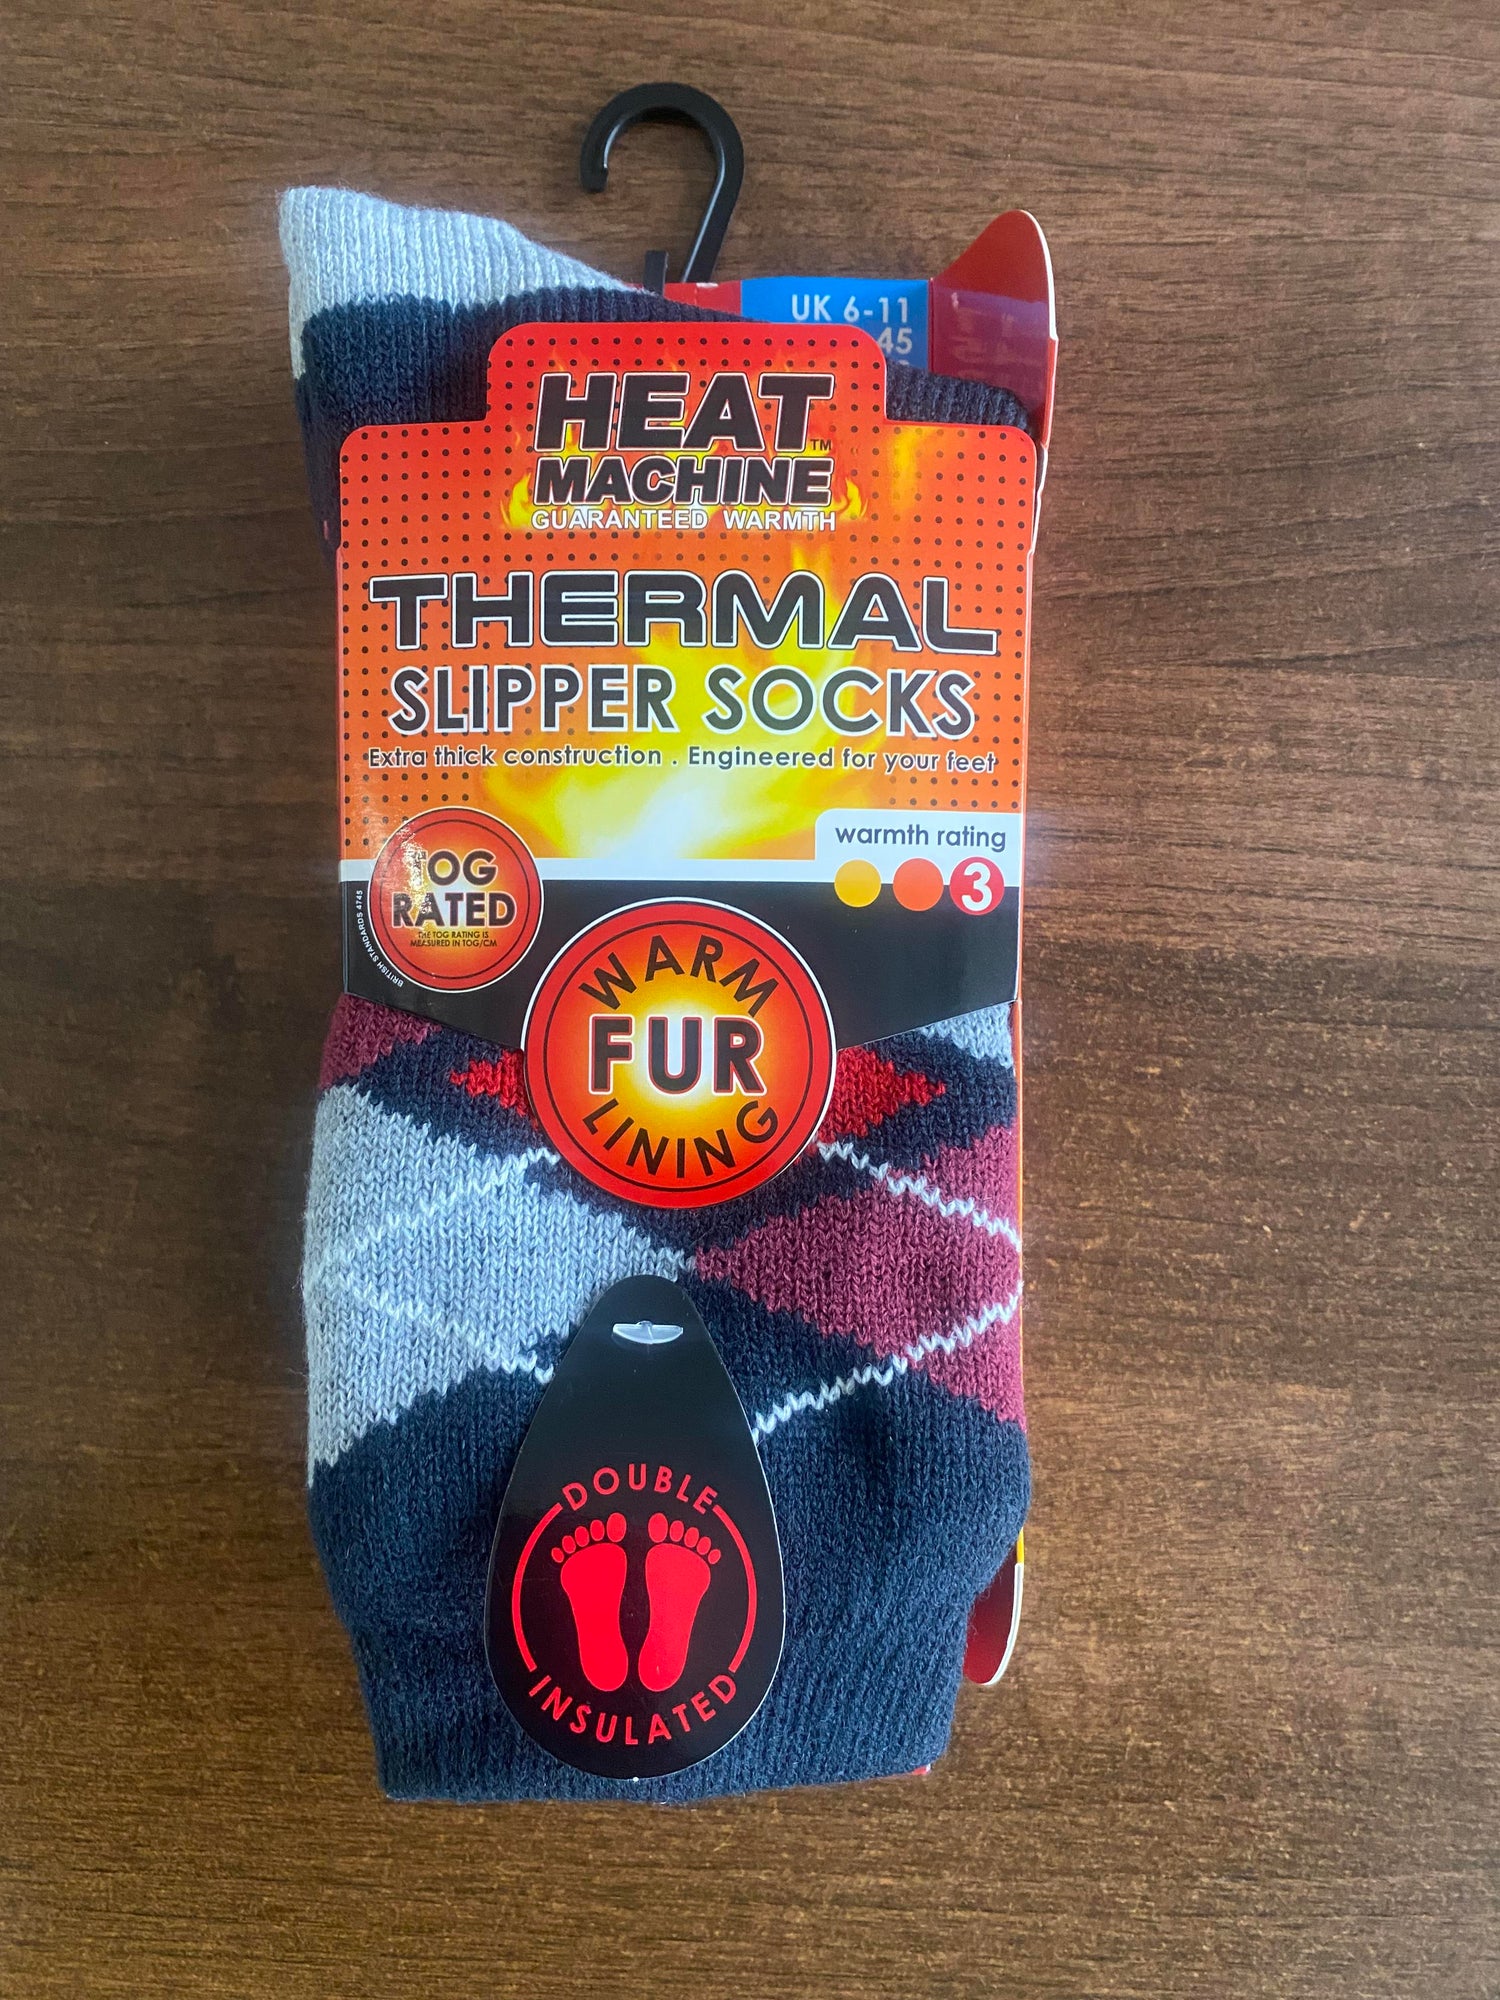 UK 6-11
45
HEAT
MACHINE™
GUARANTEED WARMTH
THERMAL
SLIPPER SOCKS
Extra thick construction . Engineered for your feet
warmth rating
3
TOG
RATED
THE TOG RATING IS
MEASURED IN TOG/CM
BRITISH STANDARDS 4745
WARM
FUR
LINING
DOUBLE
INSULATED